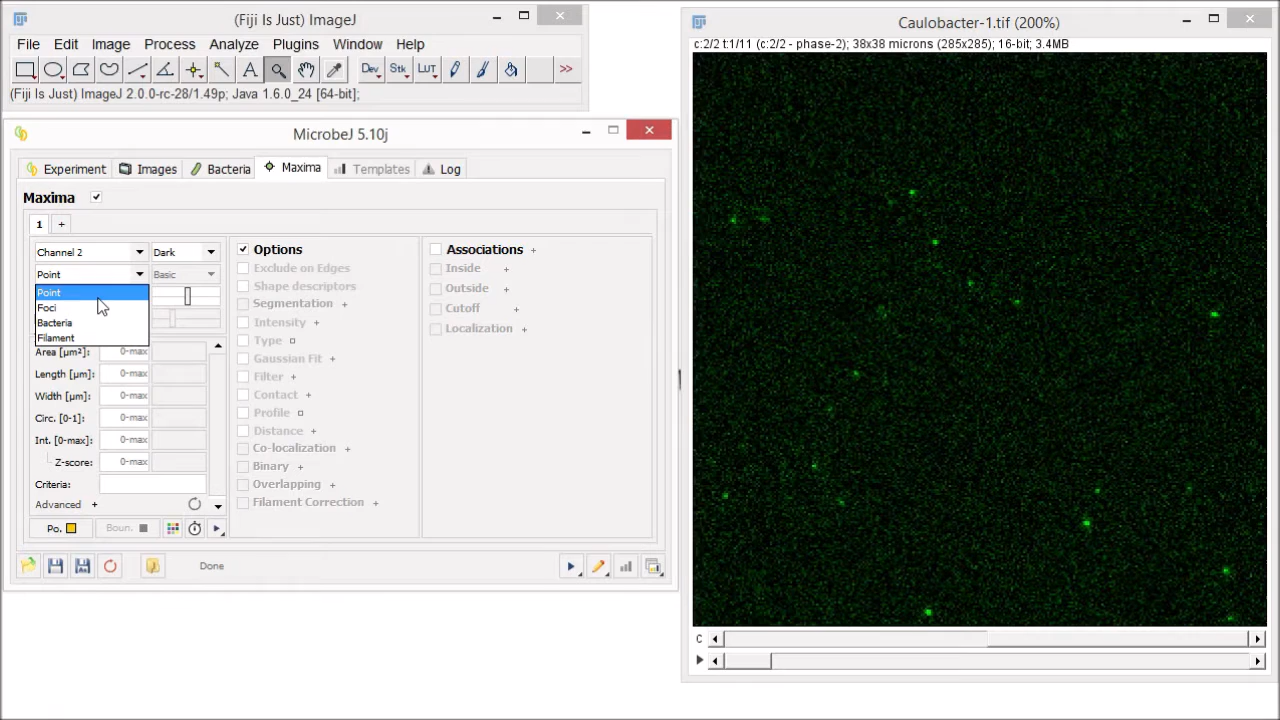 (Fiji Is Just) ImageJ
File Edit Image Process Analyze Plugins Window Help
A Dev Stk LUT >>
(Fiji Is Just) ImageJ 2.0.0-rc-28/1.49p; Java 1.6.0_24 [64-bit];
MicrobeJ 5.10j
Experiment Images Bacteria Maxima Templates Log
Maxima
1 +
Channel 2 Dark
Point Basic
Point
Foci
Bacteria
Filament
Area [µm²]: 0-max
Length [µm]: 0-max
Width [µm]: 0-max
Circ. [0-1]: 0-max
Int. [0-max]: 0-max
Z-score: 0-max
Criteria:
Advanced +
Po. Boun.
Options
Exclude on Edges
Shape descriptors
Segmentation +
Intensity +
Type
Gaussian Fit +
Filter +
Contact +
Profile
Distance +
Co-localization +
Binary +
Overlapping +
Filament Correction +
Associations +
Inside +
Outside +
Cutoff +
Localization +
Done
Caulobacter-1.tif (200%)
c:2/2 t:1/11 (c:2/2 - phase-2); 38x38 microns (285x285); 16-bit; 3.4MB
C